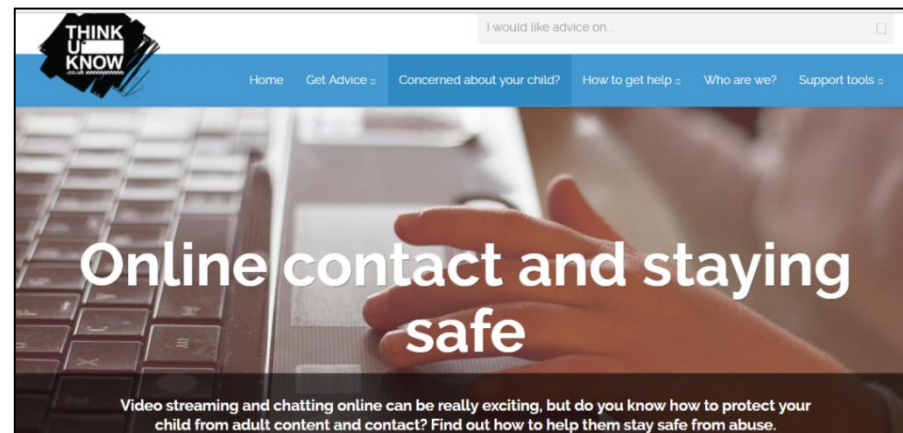 THINK
U
KNOW
.co.uk
I would like advice on...
Home Get Advice Concerned about your child? How to get help Who are we? Support tools
Online contact and staying
safe
Video streaming and chatting online can be really exciting, but do you know how to protect your
child from adult content and contact? Find out how to help them stay safe from abuse.